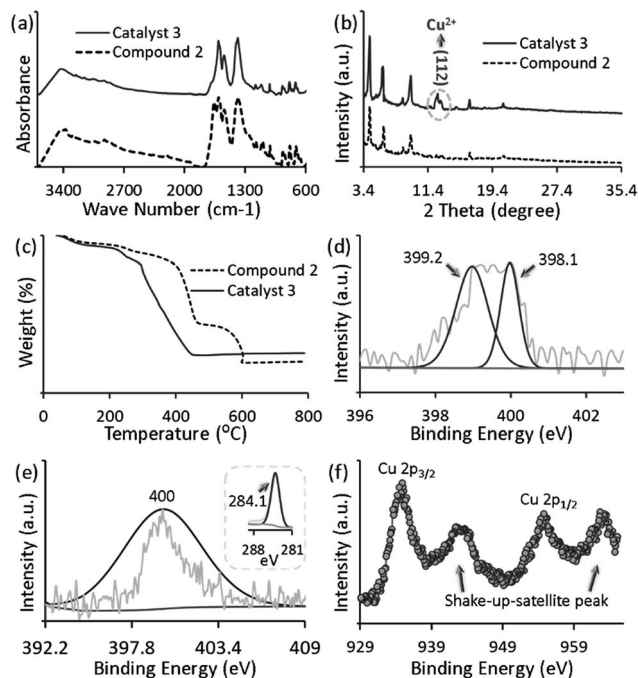 (a)
Catalyst 3
Compound 2
Absorbance
3400 2700 2000 1300 600
Wave Number (cm-1)
(b)
Cu2+
(112)
Catalyst 3
Compound 2
Intensity (a.u.)
3.4 11.4 19.4 27.4 35.4
2 Theta (degree)
(c)
Compound 2
Catalyst 3
Weight (%)
0 200 400 600 800
Temperature (°C)
(d)
399.2
398.1
Intensity (a.u.)
396 398 400 402
Binding Energy (eV)
(e)
400
284.1
288 281
eV
Intensity (a.u.)
392.2 397.8 403.4 409
Binding Energy (eV)
(f)
Cu 2p3/2
Cu 2p1/2
Shake-up-satellite peak
Intensity (a.u.)
929 939 949 959
Binding Energy (eV)